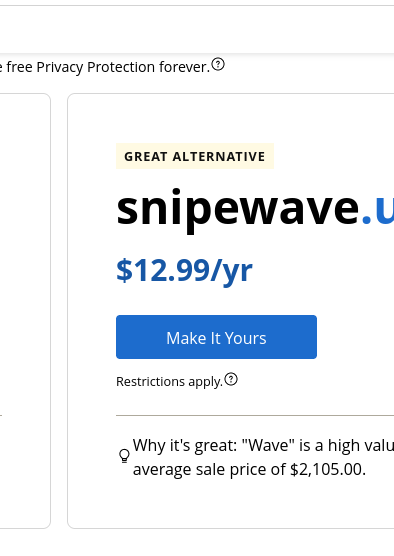 free Privacy Protection forever.
GREAT ALTERNATIVE
snipewave.
$12.99/yr
Make It Yours
Restrictions apply.
Why it's great: "Wave" is a high
average sale price of $2,105.00.